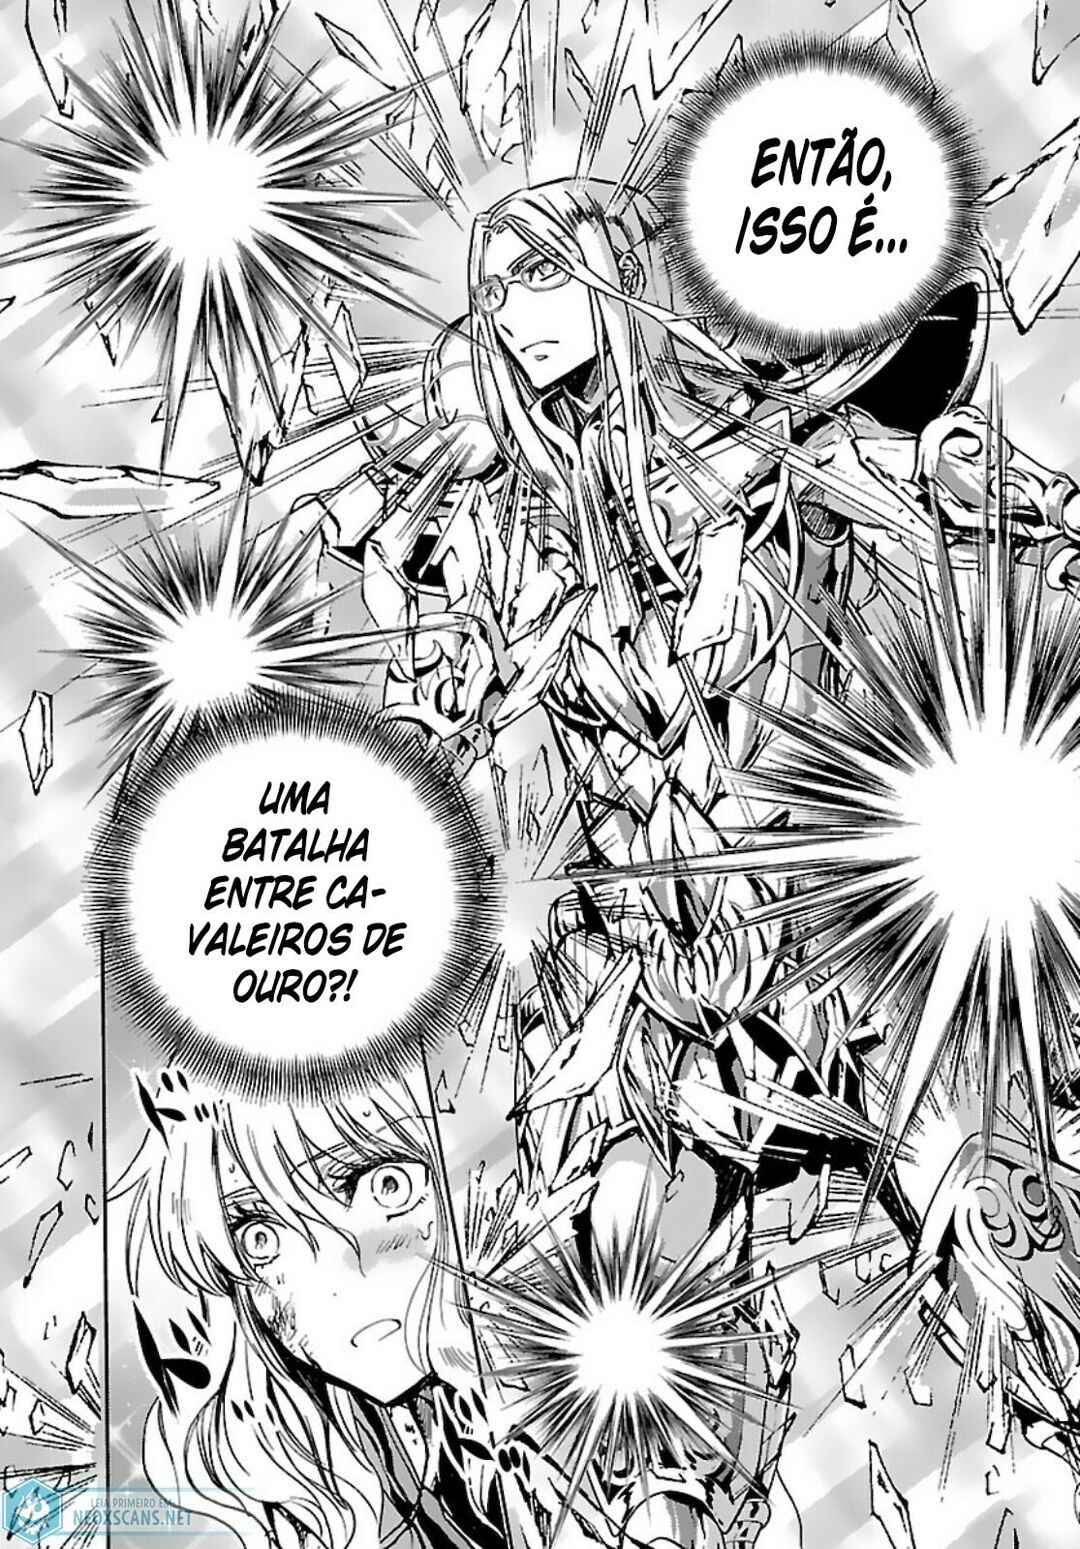 ENTÃO,
ISSO É...
UMA
BATALHA
ENTRE CA-
VALEIROS DE
OURO?!
LEIA PRIMEIRO EM
NEOXSCANS.NET